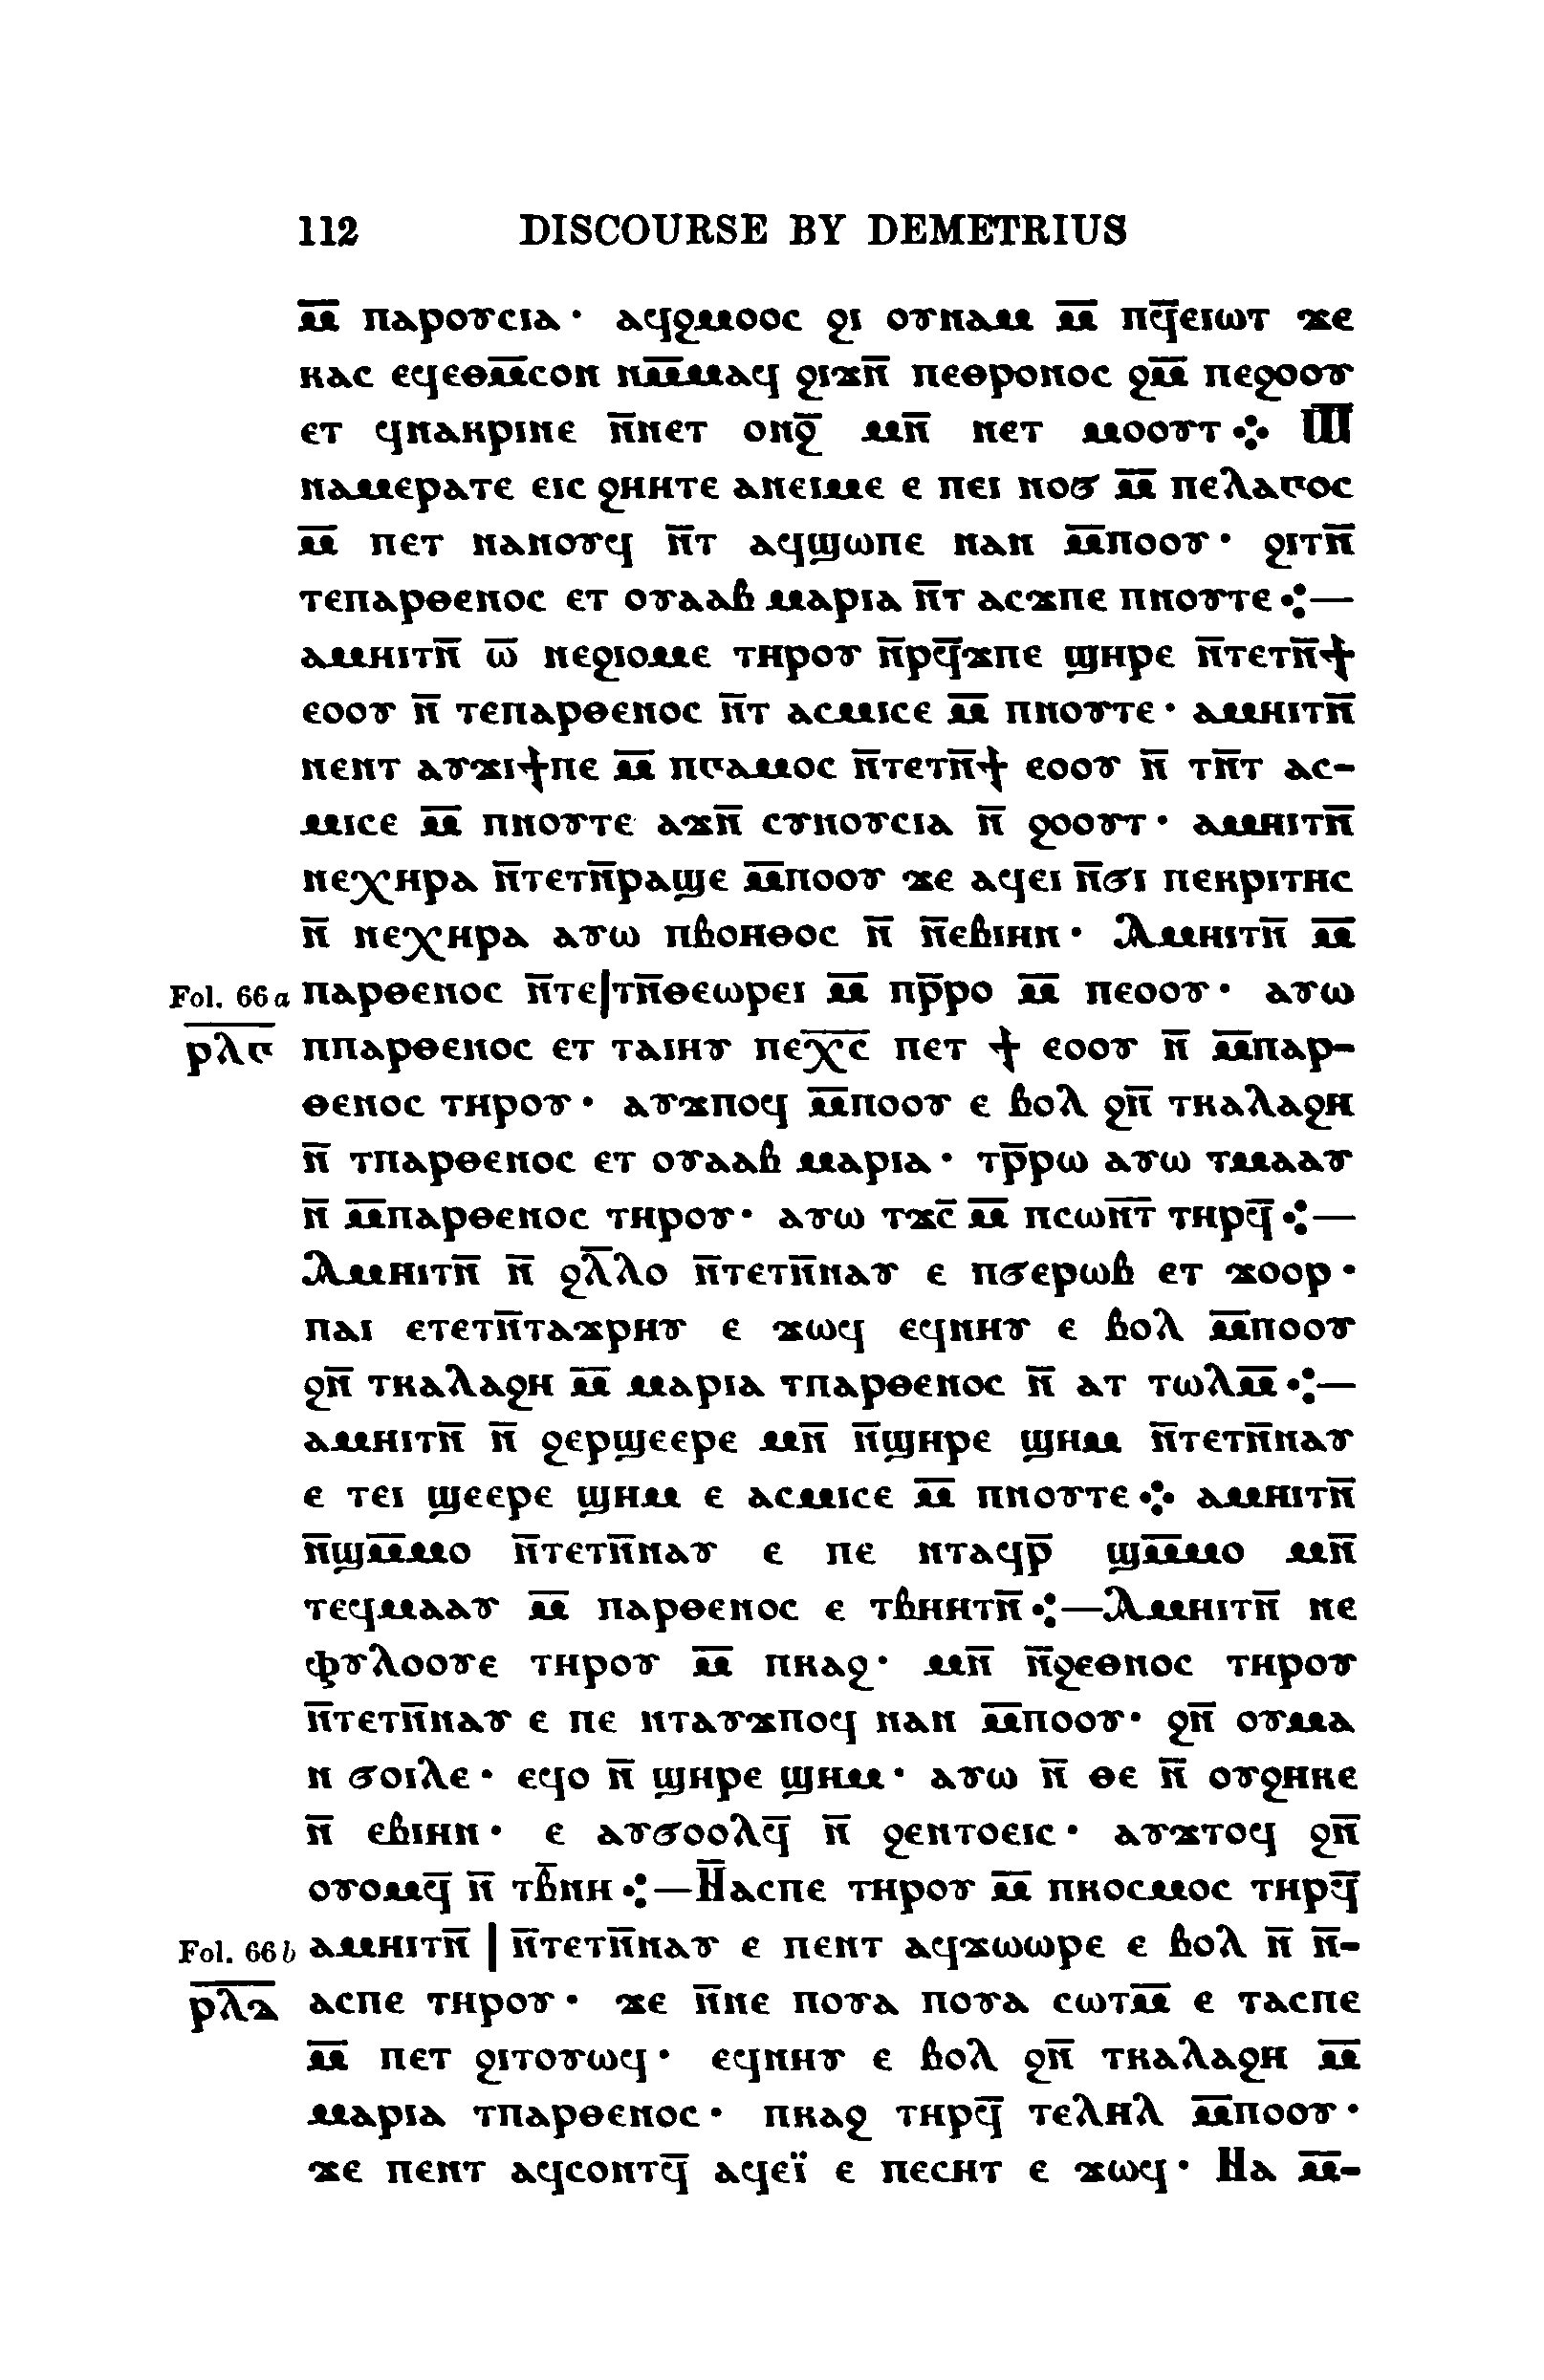 112 DISCOURSE BY DEMETRIUS
ⲙ̄ ⲡⲁⲣⲟⲩⲥⲓⲁ· ⲁϥϩⲙⲟⲟⲥ ϩⲓ ⲟⲩⲛⲁⲙ ⲙ̄ ⲡϥ̄ⲉⲓⲱⲧ ϫⲉ
ⲕⲁⲥ ⲉϥⲉⲑⲙ̄ⲥⲟⲛ ⲛⲙ̄ⲙⲁϥ ϩⲓϫⲛ̄ ⲡⲉⲑⲣⲟⲛⲟⲥ ϩⲙ̄ ⲡⲉϩⲟⲟⲩ
ⲉⲧ ϥⲛⲁⲕⲣⲓⲛⲉ ⲛ̄ⲛⲉⲧ ⲟⲛϩ̄ ⲙⲛ̄ ⲛⲉⲧ ⲙⲟⲟⲩⲧ ⁘ Ⲱ̄
ⲛⲁⲙⲉⲣⲁⲧⲉ ⲉⲓⲥ ϩⲏⲏⲧⲉ ⲁⲛⲉⲓⲙⲉ ⲉ ⲡⲉⲓ ⲛⲟϭ ⲙ̄ ⲡⲉⲗⲁⲅⲟⲥ
ⲙ̄ ⲡⲉⲧ ⲛⲁⲛⲟⲩϥ ⲛ̄ⲧ ⲁϥϣⲱⲡⲉ ⲛⲁⲛ ⲙ̄ⲡⲟⲟⲩ· ϩⲓⲧⲛ̄
ⲧⲉⲡⲁⲣⲑⲉⲛⲟⲥ ⲉⲧ ⲟⲩⲁⲁⲃ ⲙⲁⲣⲓⲁ ⲛ̄ⲧ ⲁⲥϫⲡⲉ ⲡⲛⲟⲩⲧⲉ ⁖—
ⲁⲙⲏⲓⲧⲛ̄ ⲱ̄ ⲛⲉϩⲓⲟⲙⲉ ⲧⲏⲣⲟⲩ ⲛ̄ⲣϥ̄ϫⲡⲉ ϣⲏⲣⲉ ⲛ̄ⲧⲉⲧⲛ̄ϯ
ⲉⲟⲟⲩ ⲛ̄ ⲧⲉⲡⲁⲣⲑⲉⲛⲟⲥ ⲛ̄ⲧ ⲁⲥⲙⲓⲥⲉ ⲙ̄ ⲡⲛⲟⲩⲧⲉ· ⲁⲙⲏⲓⲧⲛ̄
ⲛⲉⲛⲧ ⲁⲩϫⲓϯⲡⲉ ⲙ̄ ⲡⲅⲁⲙⲟⲥ ⲛ̄ⲧⲉⲧⲛ̄ϯ ⲉⲟⲟⲩ ⲛ̄ ⲧⲛ̄ⲧ ⲁⲥ-
ⲙⲓⲥⲉ ⲙ̄ ⲡⲛⲟⲩⲧⲉ ⲁϫⲛ̄ ⲥⲩⲛⲟⲩⲥⲓⲁ ⲛ̄ ϩⲟⲟⲩⲧ· ⲁⲙⲏⲓⲧⲛ̄
ⲛⲉⲭⲏⲣⲁ ⲛ̄ⲧⲉⲧⲛ̄ⲣⲁϣⲉ ⲙ̄ⲡⲟⲟⲩ ϫⲉ ⲁϥⲉⲓ ⲛ̄ϭⲓ ⲡⲉⲕⲣⲓⲧⲏⲥ
ⲛ̄ ⲛⲉⲭⲏⲣⲁ ⲁⲩⲱ ⲡⲃⲟⲏⲑⲟⲥ ⲛ̄ ⲛ̄ⲉⲃⲓⲏⲛ· Ⲁⲙⲏⲓⲧⲛ̄ ⲙ̄
Fol. 66 a ⲡⲁⲣⲑⲉⲛⲟⲥ ⲛ̄ⲧⲉ|ⲧⲛ̄ⲑⲉⲱⲣⲉⲓ ⲙ̄ ⲡⲣ̄ⲣⲟ ⲙ̄ ⲡⲉⲟⲟⲩ· ⲁⲩⲱ
ⲣⲗⲅ ⲡⲡⲁⲣⲑⲉⲛⲟⲥ ⲉⲧ ⲧⲁⲓⲏⲩ ⲡⲉⲭ̄ⲥ̄ ⲡⲉⲧ ϯ ⲉⲟⲟⲩ ⲛ̄ ⲙ̄ⲡⲁⲣ-
ⲑⲉⲛⲟⲥ ⲧⲏⲣⲟⲩ· ⲁⲩϫⲡⲟϥ ⲙ̄ⲡⲟⲟⲩ ⲉ ⲃⲟⲗ ϩⲛ̄ ⲧⲕⲁⲗⲁϩⲏ
ⲛ̄ ⲧⲡⲁⲣⲑⲉⲛⲟⲥ ⲉⲧ ⲟⲩⲁⲁⲃ ⲙⲁⲣⲓⲁ· ⲧⲣ̄ⲣⲱ ⲁⲩⲱ ⲧⲙⲁⲁⲩ
ⲛ̄ ⲙ̄ⲡⲁⲣⲑⲉⲛⲟⲥ ⲧⲏⲣⲟⲩ· ⲁⲩⲱ ⲧϫⲥ̄ ⲙ̄ ⲡⲥⲱⲛ̄ⲧ ⲧⲏⲣϥ̄ ⁖—
Ⲁⲙⲏⲓⲧⲛ̄ ⲛ̄ ϩⲗ̄ⲗⲟ ⲛ̄ⲧⲉⲧⲛ̄ⲛⲁⲩ ⲉ ⲡϭⲉⲣⲱⲃ ⲉⲧ ϫⲟⲟⲣ·
ⲡⲁⲓ ⲉⲧⲉⲧⲛ̄ⲧⲁϫⲣⲏⲩ ⲉ ϫⲱϥ ⲉϥⲛⲏⲩ ⲉ ⲃⲟⲗ ⲙ̄ⲡⲟⲟⲩ
ϩⲛ̄ ⲧⲕⲁⲗⲁϩⲏ ⲙ̄ ⲙⲁⲣⲓⲁ ⲧⲡⲁⲣⲑⲉⲛⲟⲥ ⲛ̄ ⲁⲧ ⲧⲱⲗⲙ̄ ⁖—
ⲁⲙⲏⲓⲧⲛ̄ ⲛ̄ ϩⲉⲣϣⲉⲉⲣⲉ ⲙⲛ̄ ⲛ̄ϣⲏⲣⲉ ϣⲏⲙ ⲛ̄ⲧⲉⲧⲛ̄ⲛⲁⲩ
ⲉ ⲧⲉⲓ ϣⲉⲉⲣⲉ ϣⲏⲙ ⲉ ⲁⲥⲙⲓⲥⲉ ⲙ̄ ⲡⲛⲟⲩⲧⲉ ⁘ ⲁⲙⲏⲓⲧⲛ̄
ⲛ̄ϣⲙ̄ⲙⲟ ⲛ̄ⲧⲉⲧⲛ̄ⲛⲁⲩ ⲉ ⲡⲉ ⲛⲧⲁϥⲣ̄ ϣⲙ̄ⲙⲟ ⲙⲛ̄
ⲧⲉϥⲙⲁⲁⲩ ⲙ̄ ⲡⲁⲣⲑⲉⲛⲟⲥ ⲉ ⲧⲃⲏⲏⲧⲛ̄ ⁖—Ⲁⲙⲏⲓⲧⲛ̄ ⲛⲉ
ⲫⲩⲗⲟⲟⲩⲉ ⲧⲏⲣⲟⲩ ⲙ̄ ⲡⲕⲁϩ· ⲙⲛ̄ ⲛ̄ϩⲉⲑⲛⲟⲥ ⲧⲏⲣⲟⲩ
ⲛ̄ⲧⲉⲧⲛ̄ⲛⲁⲩ ⲉ ⲡⲉ ⲛⲧⲁⲩϫⲡⲟϥ ⲛⲁⲛ ⲙ̄ⲡⲟⲟⲩ· ϩⲛ̄ ⲟⲩⲙⲁ
ⲛ ϭⲟⲓⲗⲉ· ⲉϥⲟ ⲛ̄ ϣⲏⲣⲉ ϣⲏⲙ· ⲁⲩⲱ ⲛ̄ ⲑⲉ ⲛ̄ ⲟⲩϩⲏⲕⲉ
ⲛ̄ ⲉⲃⲓⲏⲛ· ⲉ ⲁⲩϭⲟⲟⲗϥ̄ ⲛ̄ ϩⲉⲛⲧⲟⲉⲓⲥ· ⲁⲩϫⲧⲟϥ ϩⲛ̄
ⲟⲩⲟⲙϥ̄ ⲛ̄ ⲧⲃ̄ⲛⲏ ⁖—Ⲛ̄ⲁⲥⲡⲉ ⲧⲏⲣⲟⲩ ⲙ̄ ⲡⲕⲟⲥⲙⲟⲥ ⲧⲏⲣϥ̄
Fol. 66 b ⲁⲙⲏⲓⲧⲛ̄ | ⲛ̄ⲧⲉⲧⲛ̄ⲛⲁⲩ ⲉ ⲡⲉⲛⲧ ⲁϥϫⲱⲱⲣⲉ ⲉ ⲃⲟⲗ ⲛ̄ ⲛ̄-
ⲣⲗⲇ ⲁⲥⲡⲉ ⲧⲏⲣⲟⲩ· ϫⲉ ⲛ̄ⲛⲉ ⲡⲟⲩⲁ ⲡⲟⲩⲁ ⲥⲱⲧⲙ̄ ⲉ ⲧⲁⲥⲡⲉ
ⲙ̄ ⲡⲉⲧ ϩⲓⲧⲟⲩⲱϥ· ⲉϥⲛⲏⲩ ⲉ ⲃⲟⲗ ϩⲛ̄ ⲧⲕⲁⲗⲁϩⲏ ⲙ̄
ⲙⲁⲣⲓⲁ ⲧⲡⲁⲣⲑⲉⲛⲟⲥ· ⲡⲕⲁϩ ⲧⲏⲣϥ̄ ⲧⲉⲗⲏⲗ ⲙ̄ⲡⲟⲟⲩ·
ϫⲉ ⲡⲉⲛⲧ ⲁϥⲥⲟⲛⲧϥ̄ ⲁϥⲉⲓ̈ ⲉ ⲡⲉⲥⲏⲧ ⲉ ϫⲱϥ· Ⲛⲁ ⲙ̄-